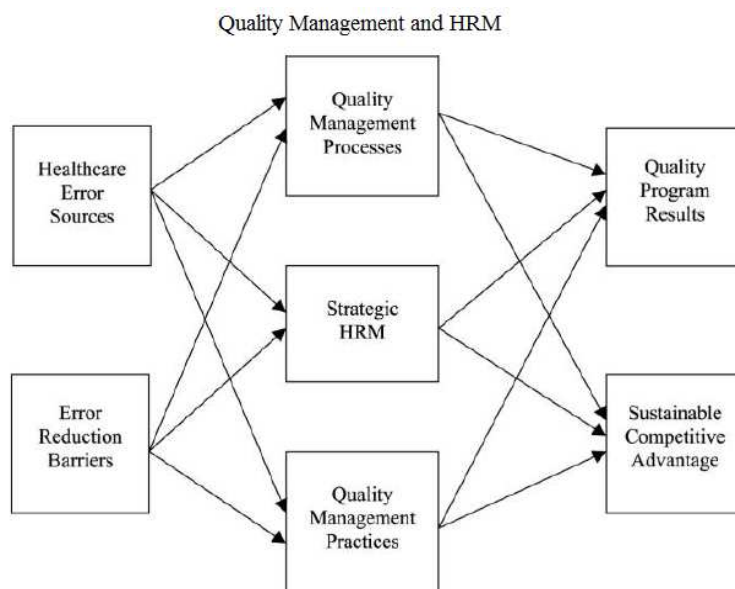 Quality Management and HRM
Healthcare
Error
Sources
Error
Reduction
Barriers
Quality
Management
Processes
Strategic
HRM
Quality
Management
Practices
Quality
Program
Results
Sustainable
Competitive
Advantage